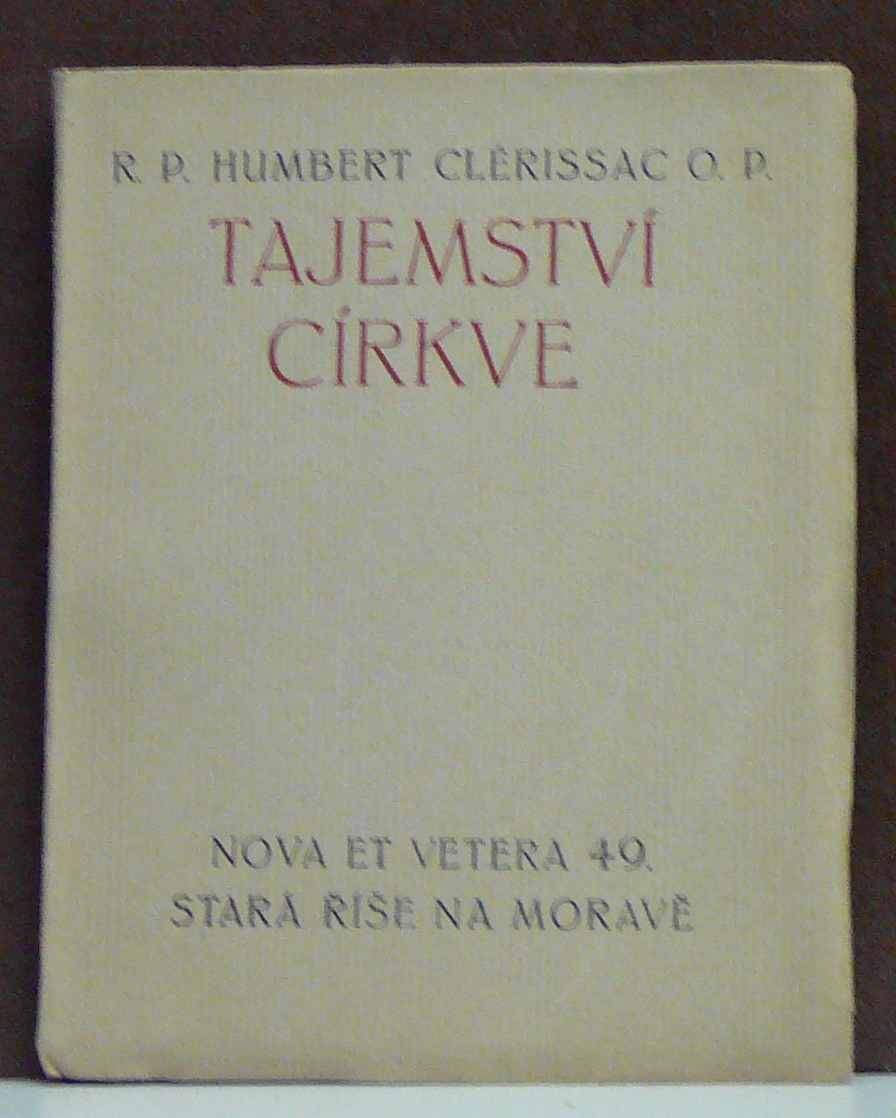 R. P. HUMBERT CLÉRISSAC O. P.
TAJEMSTVÍ
CÍRKVE
NOVA ET VETERA 49.
STARÁ ŘÍŠE NA MORAVĚ